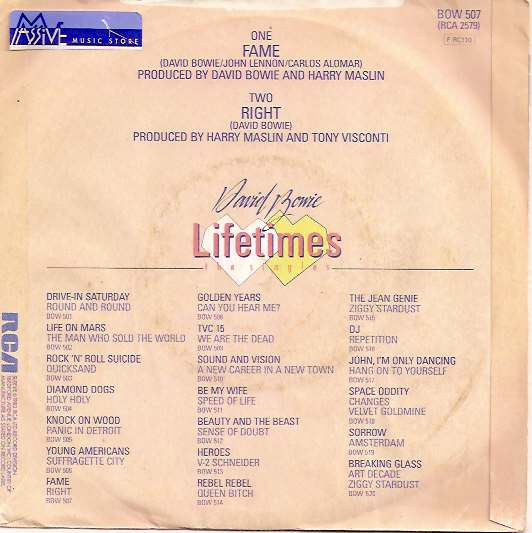 MASSIVE
MUSIC STORE
BOW 507
(RCA 2579)
ONE
FAME
(DAVID BOWIE/JOHN LENNON/CARLOS ALOMAR)
PRODUCED BY DAVID BOWIE AND HARRY MASLIN
TWO
RIGHT
(DAVID BOWIE)
PRODUCED BY HARRY MASLIN AND TONY VISCONTI
David Bowie
Lifetimes
the singles
DRIVE-IN SATURDAY
ROUND AND ROUND
BOW 501
LIFE ON MARS
THE MAN WHO SOLD THE WORLD
BOW 502
ROCK 'N' ROLL SUICIDE
QUICKSAND
BOW 503
DIAMOND DOGS
HOLY HOLY
BOW 504
KNOCK ON WOOD
PANIC IN DETROIT
BOW 505
YOUNG AMERICANS
SUFFRAGETTE CITY
BOW 506
FAME
RIGHT
BOW 507
GOLDEN YEARS
CAN YOU HEAR ME?
BOW 508
TVC 15
WE ARE THE DEAD
BOW 509
SOUND AND VISION
A NEW CAREER IN A NEW TOWN
BOW 510
BE MY WIFE
SPEED OF LIFE
BOW 511
BEAUTY AND THE BEAST
SENSE OF DOUBT
BOW 512
HEROES
V-2 SCHNEIDER
BOW 513
REBEL REBEL
QUEEN BITCH
BOW 514
THE JEAN GENIE
ZIGGY STARDUST
BOW 515
DJ
REPETITION
BOW 516
JOHN, I'M ONLY DANCING
HANG ON TO YOURSELF
BOW 517
SPACE ODDITY
CHANGES
VELVET GOLDMINE
BOW 518
SORROW
AMSTERDAM
BOW 519
BREAKING GLASS
ART DECADE
ZIGGY STARDUST
BOW 520
RCA